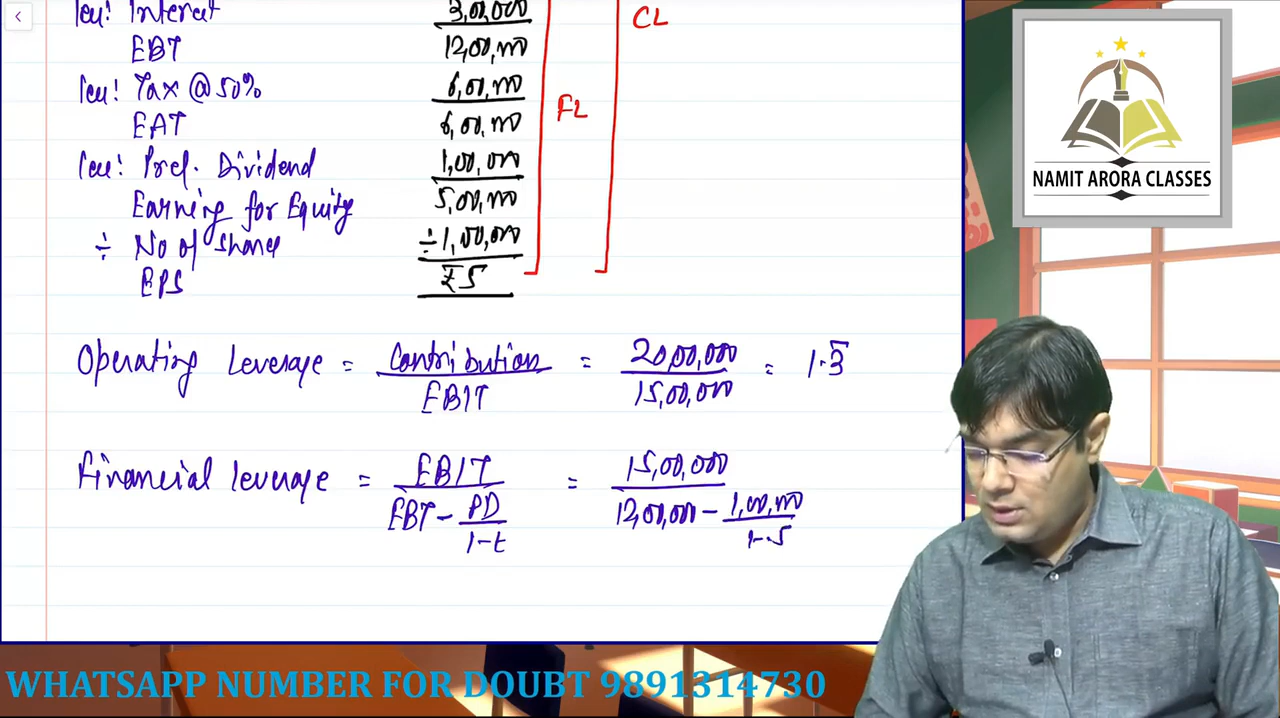 Less: Interest 3,00,000
CL
EBT 12,00,000
Less: Tax @ 50% 6,00,000
FL
EAT 6,00,000
Less: Pref. Dividend 1,00,000
Earning for Equity 5,00,000
÷ No of shares ÷1,00,000
EPS ₹5
Operating Leverage = Contribution / EBIT = 20,00,000 / 15,00,000 = 1.3̅
Financial leverage = EBIT / EBT - PD / 1-t = 15,00,000 / 12,00,000 - 1,00,000 / 1-.5
NAMIT ARORA CLASSES
WHATSAPP NUMBER FOR DOUBT 9891314730